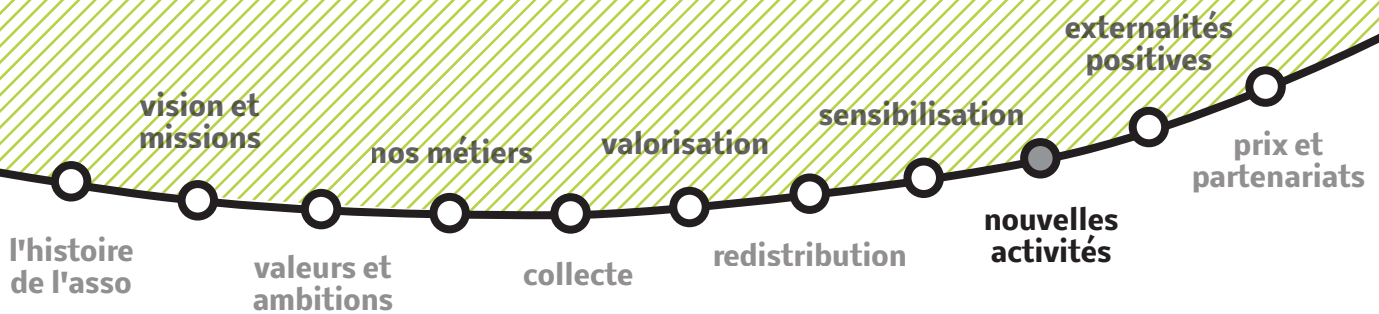 l'histoire
de l'asso
vision et
missions
valeurs et
ambitions
nos métiers
collecte
valorisation
redistribution
sensibilisation
nouvelles
activités
externalités
positives
prix et
partenariats